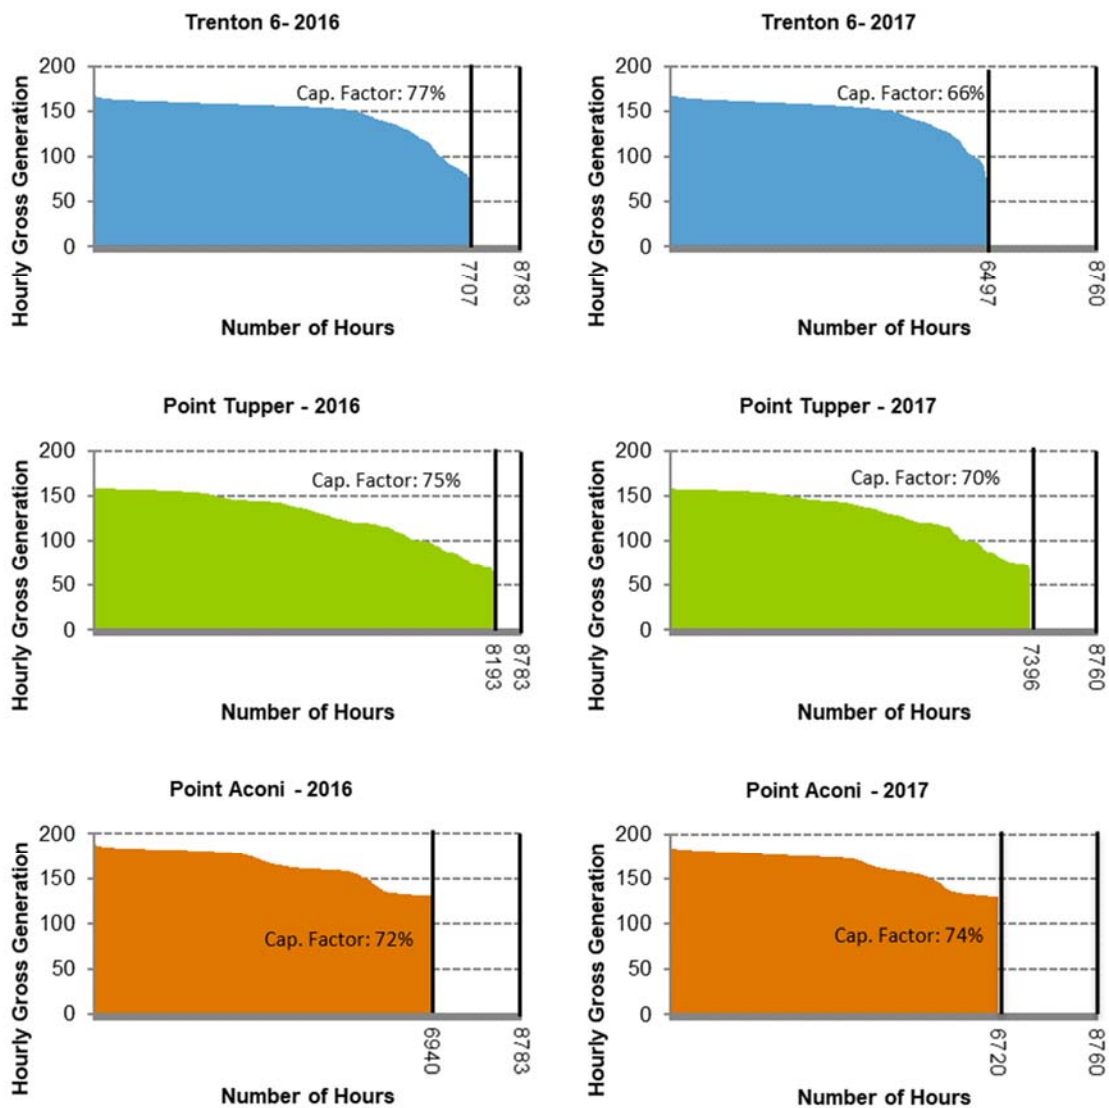 Trenton 6- 2016
Hourly Gross Generation
200
150
100
50
0
Cap. Factor: 77%
7707
8783
Number of Hours
Trenton 6-2017
Hourly Gross Generation
200
150
100
50
0
Cap. Factor: 66%
6497
8760
Number of Hours
Point Tupper - 2016
Hourly Gross Generation
200
150
100
50
0
Cap. Factor: 75%
8193
8783
Number of Hours
Point Tupper - 2017
Hourly Gross Generation
200
150
100
50
0
Cap. Factor: 70%
7396
8760
Number of Hours
Point Aconi - 2016
Hourly Gross Generation
200
150
100
50
0
Cap. Factor: 72%
6940
8783
Number of Hours
Point Aconi - 2017
Hourly Gross Generation
200
150
100
50
0
Cap. Factor: 74%
6720
8760
Number of Hours